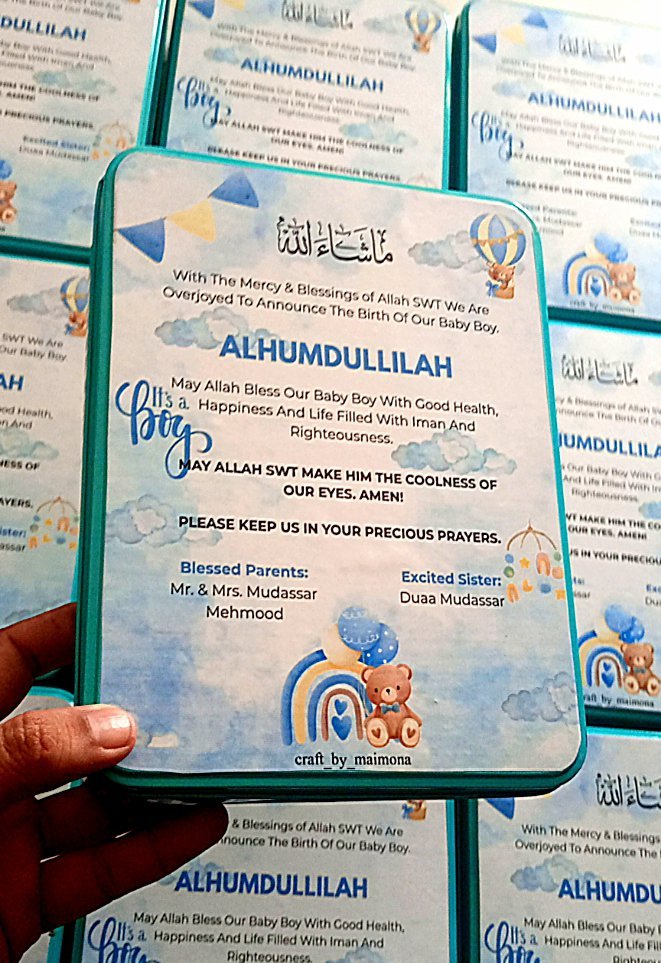 ماشاء الله
With The Mercy & Blessings of Allah SWT We Are
Overjoyed To Announce The Birth Of Our Baby Boy.
ALHUMDULLILAH
It's a
Boy
May Allah Bless Our Baby Boy With Good Health,
Happiness And Life Filled With Iman And
Righteousness.
MAY ALLAH SWT MAKE HIM THE COOLNESS OF
OUR EYES. AMEN!
PLEASE KEEP US IN YOUR PRECIOUS PRAYERS.
Blessed Parents:
Mr. & Mrs. Mudassar
Mehmood
Excited Sister:
Duaa Mudassar
craft_by_maimona